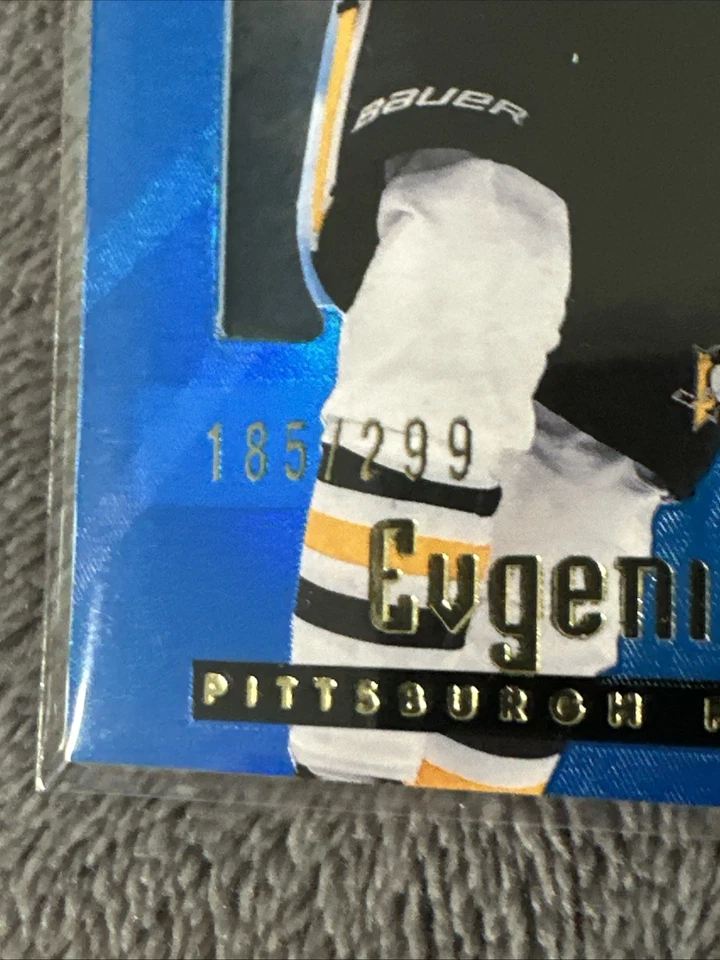 BAUER
185/299
Evgeni
PITTSBURGH